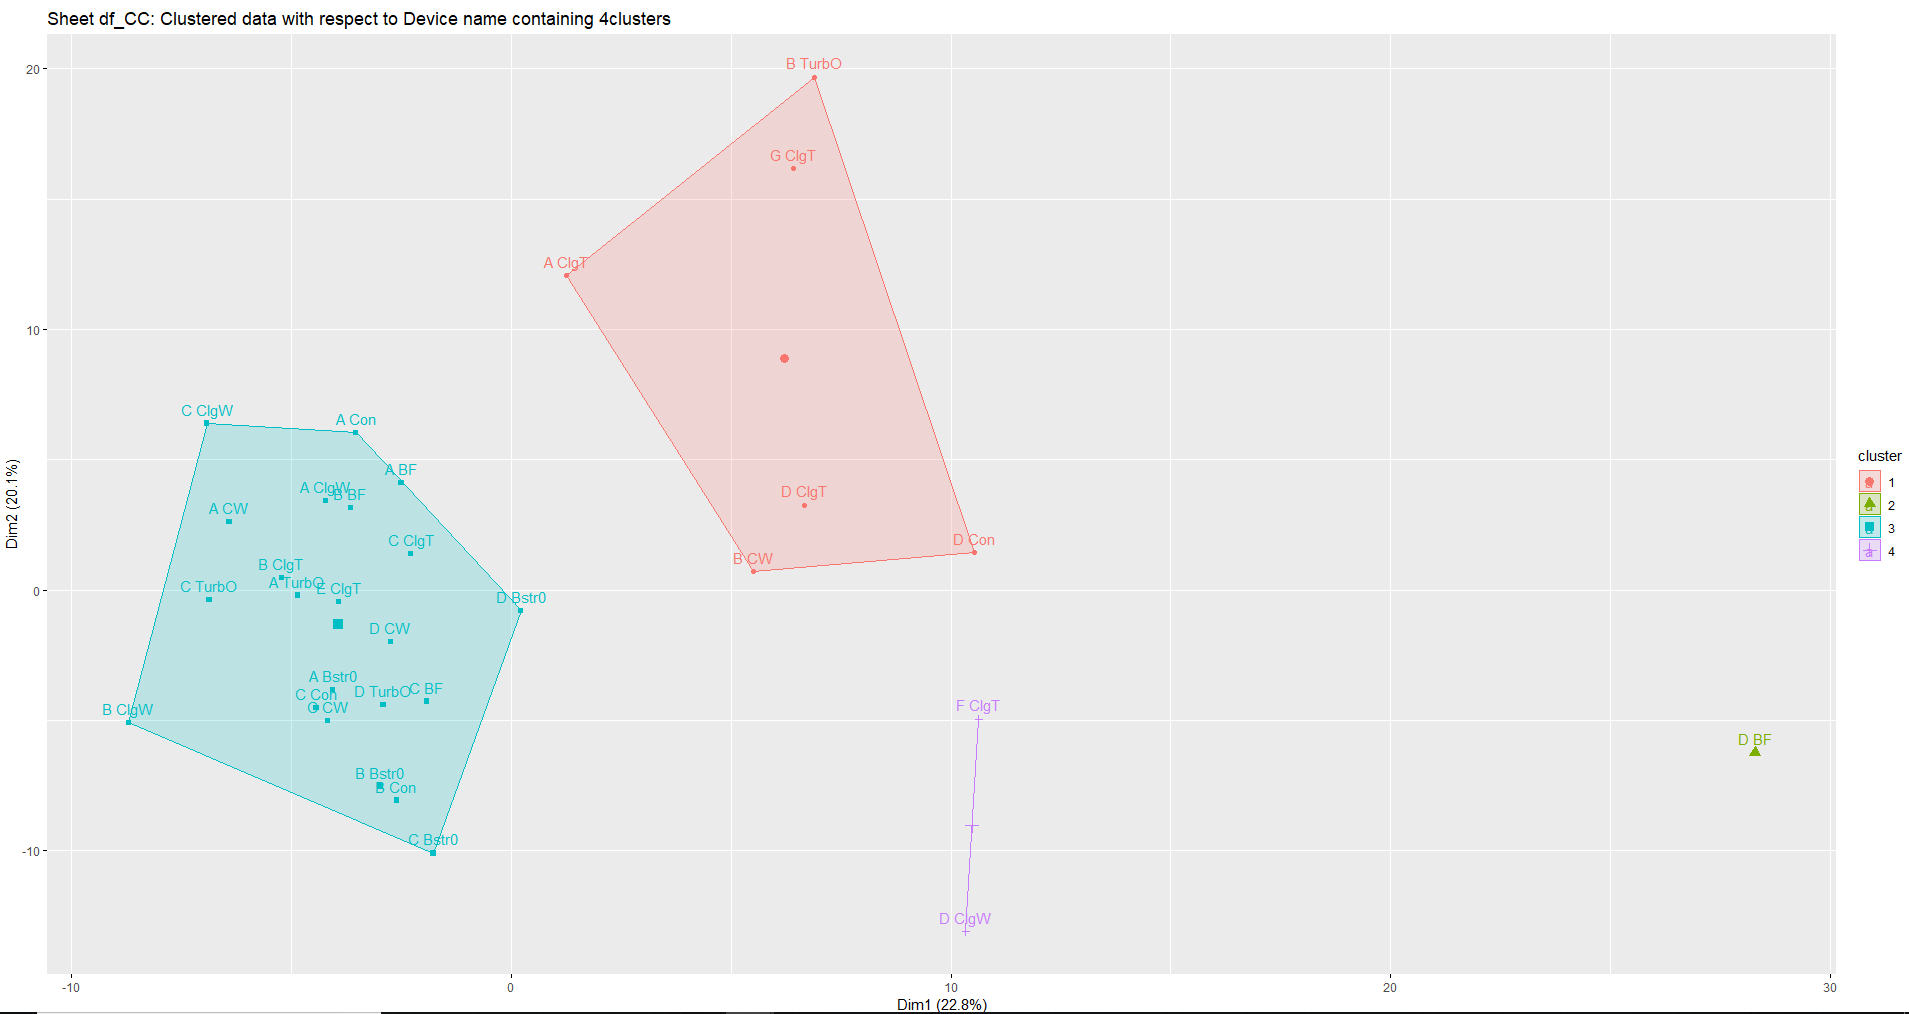 Sheet df_CC: Clustered data with respect to Device name containing 4clusters
20
10
0
-10
Dim2 (20.1%)
B TurbO
G ClgT
A ClgT
D ClgT
D Con
B CW
C ClgW
A Con
A BF
A ClgW
B BF
A CW
C ClgT
B ClgT
A TurbO
E ClgT
C TurbO
D Bstr0
D CW
A Bstr0
C Con
D TurbO
C BF
C CW
B ClgW
B Bstr0
B Con
C Bstr0
F ClgT
D ClgW
D BF
-10
0
10
20
30
Dim1 (22.8%)
cluster
a 1
a 2
a 3
a 4